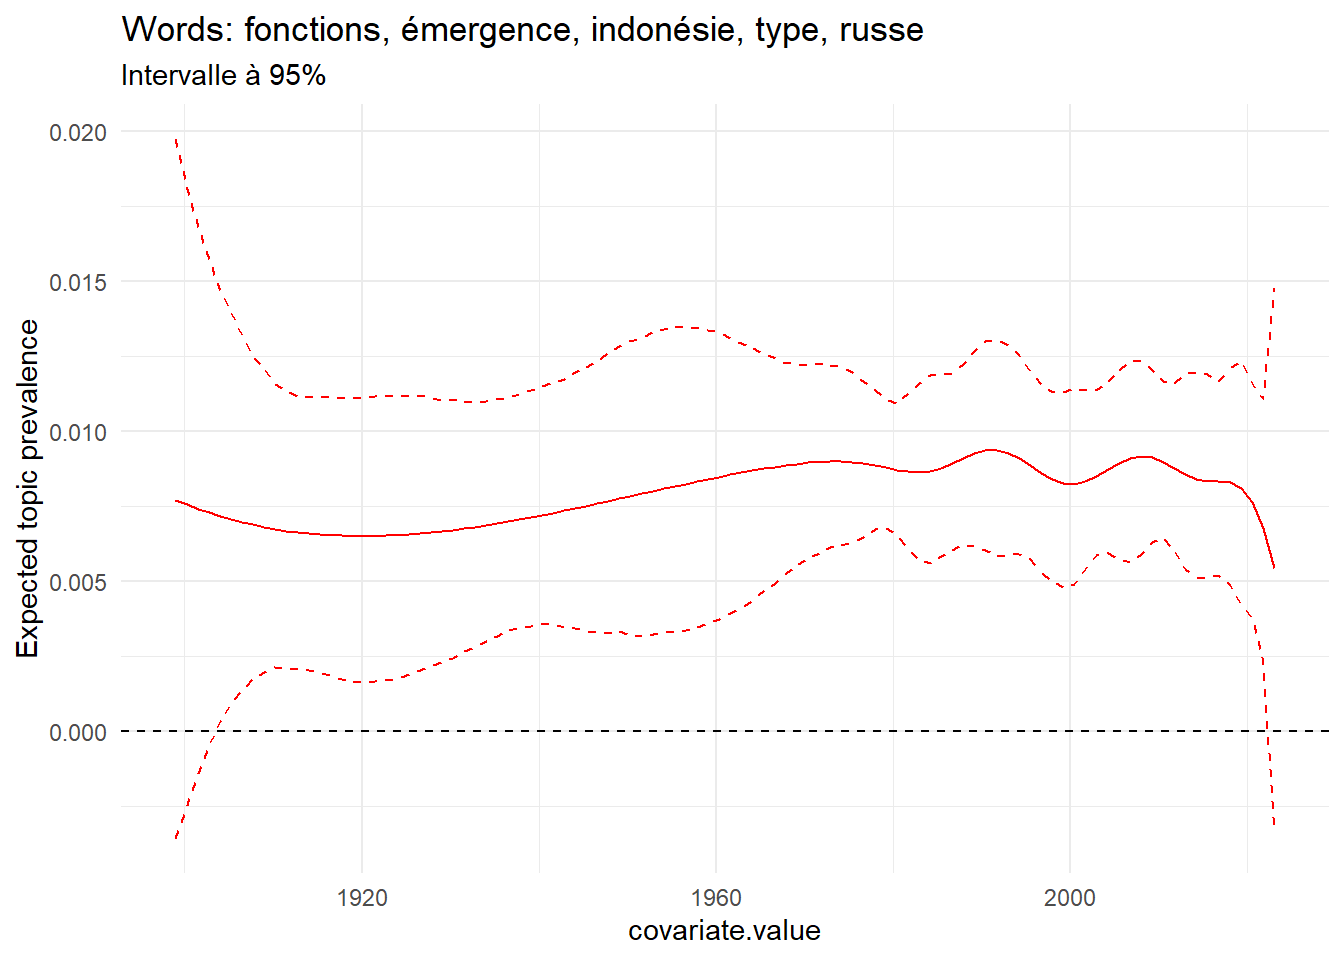 Words: fonctions, émergence, indonésie, type, russe
Intervalle à 95%
Expected topic prevalence
0.020
0.015
0.010
0.005
0.000
1920 1960 2000
covariate.value